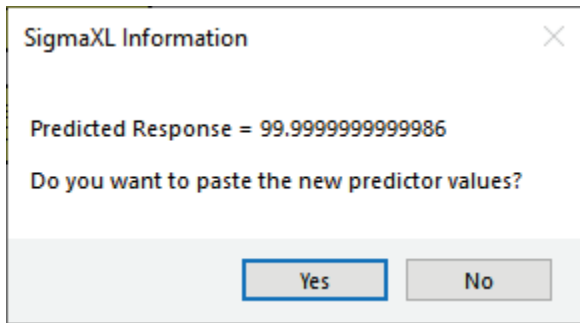 SigmaXL Information
Predicted Response = 99.9999999999986
Do you want to paste the new predictor values?
Yes No